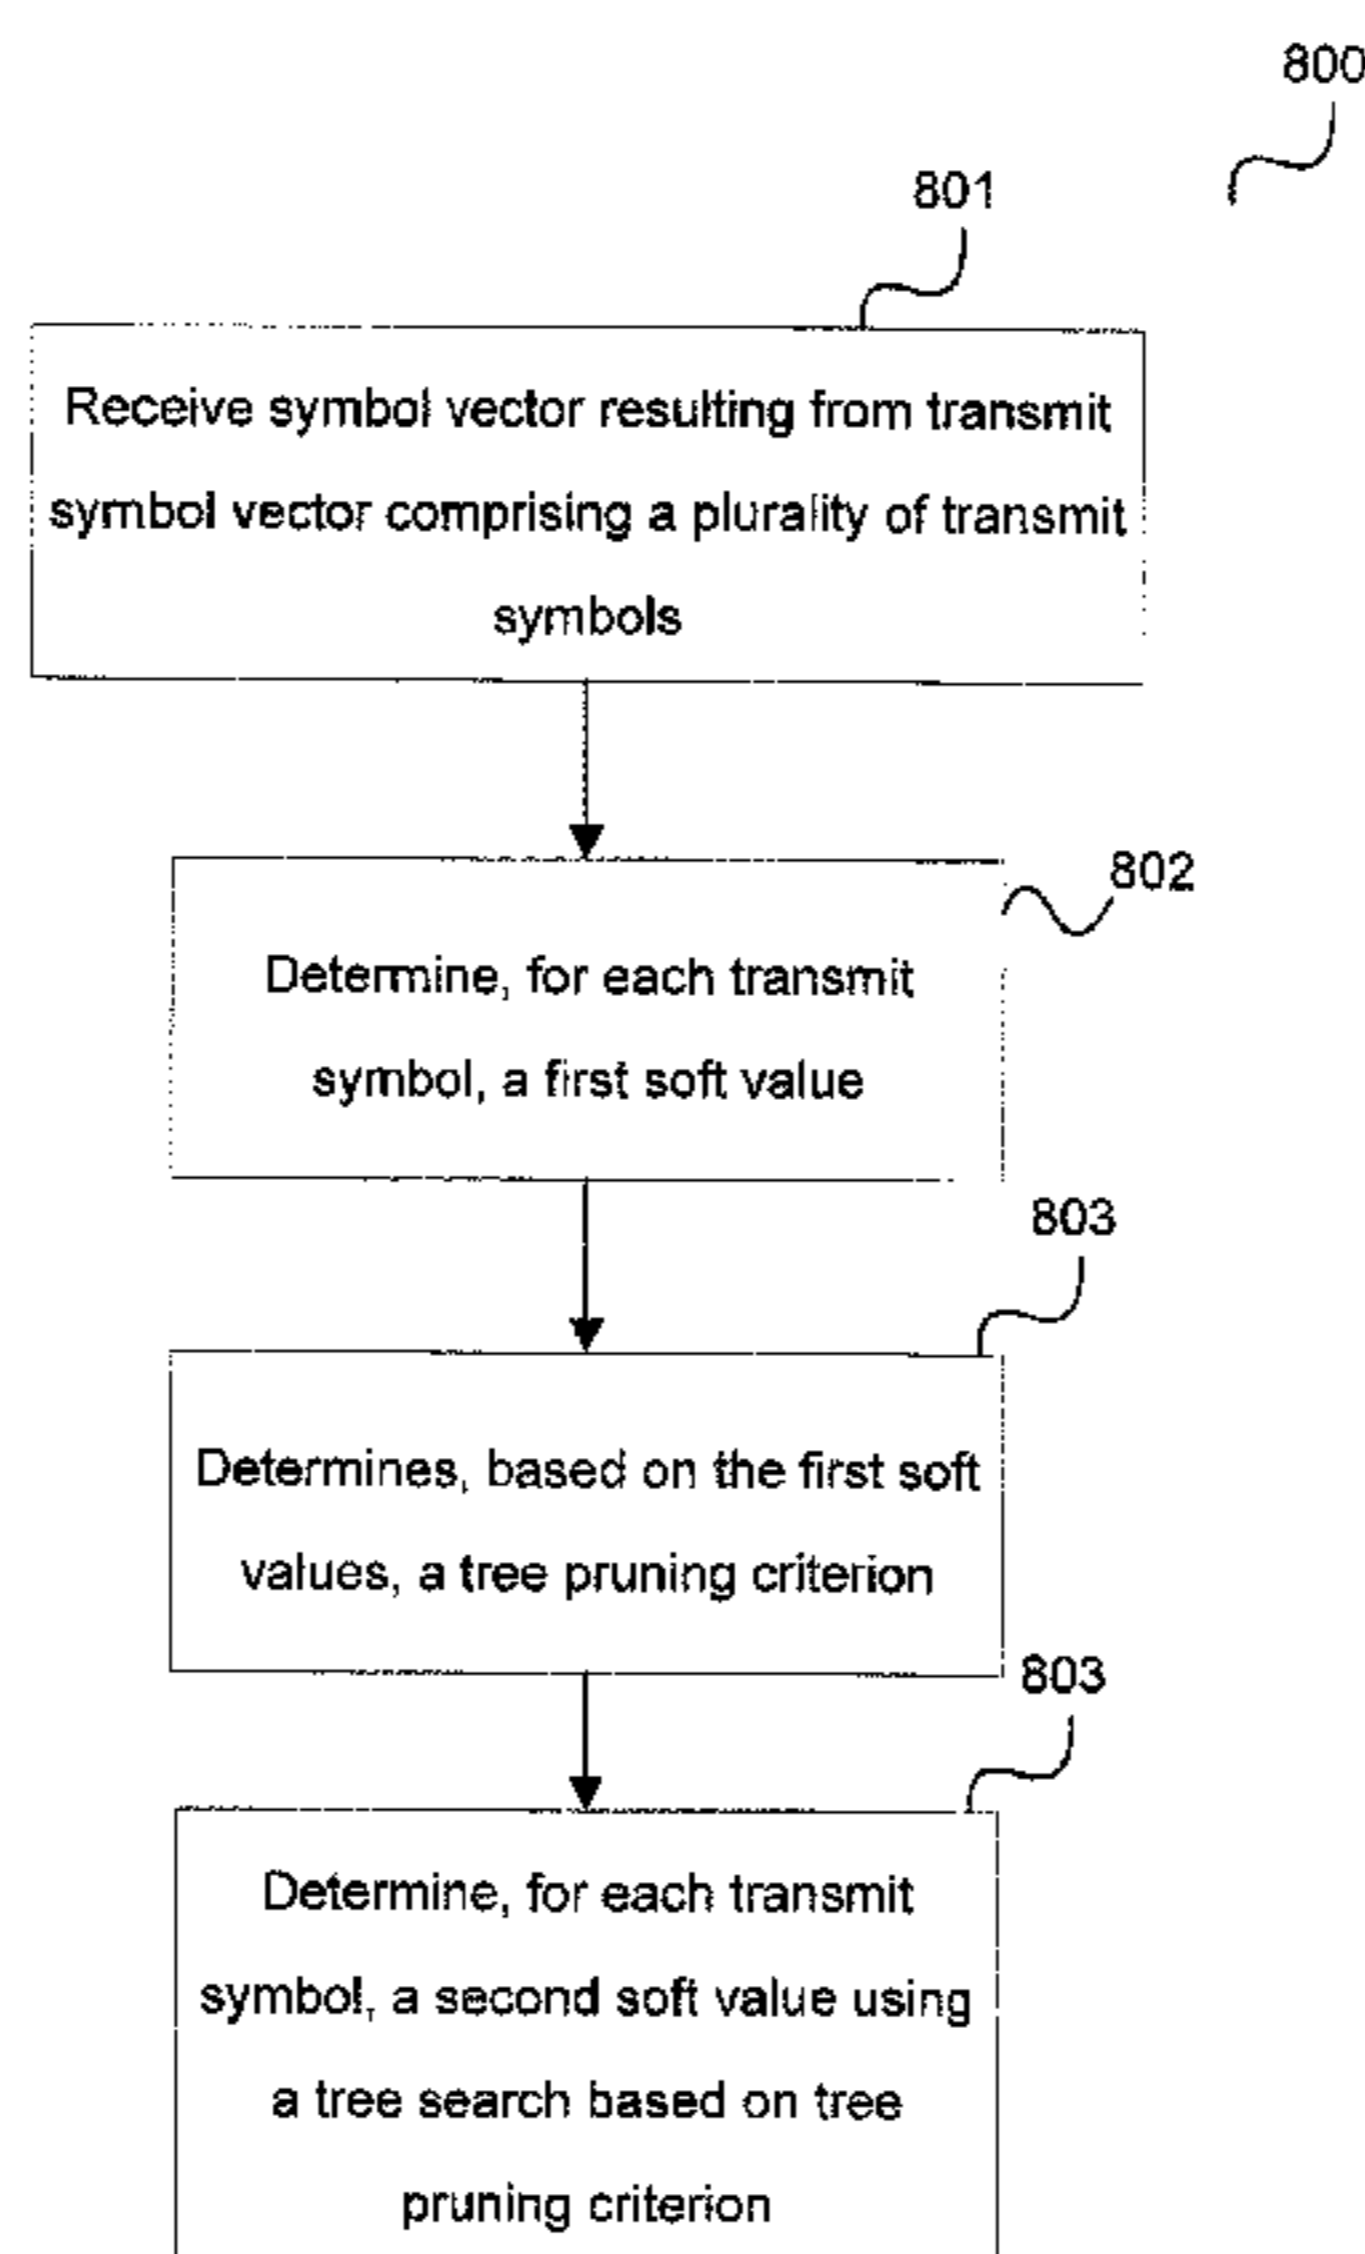 800
801
Receive symbol vector resulting from transmit
symbol vector comprising a plurality of transmit
symbols
802
Determine, for each transmit
symbol, a first soft value
803
Determines, based on the first soft
values, a tree pruning criterion
803
Determine, for each transmit
symbol, a second soft value using
a tree search based on tree
pruning criterion